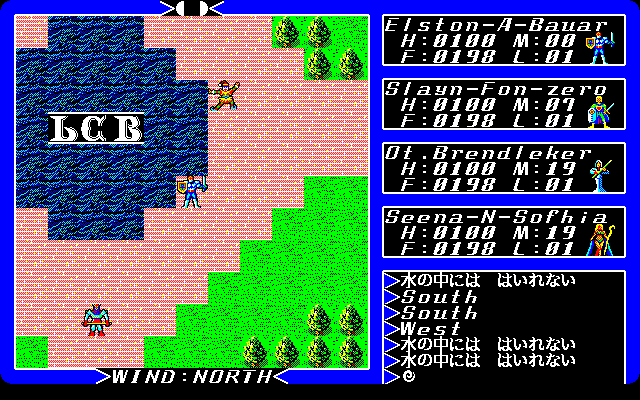 LCB
WIND:NORTH
Elston-A-Bauar
H:0100 M:00
F:0198 L:01
Slayn-Fon-zero
H:0100 M:09
F:0198 L:01
Ot.Brendleker
H:0100 M:19
F:0198 L:01
Seena-N-Sofhia
H:0100 M:19
F:0198 L:01
水の中には はいれない
South
South
West
水の中には はいれない
水の中には はいれない